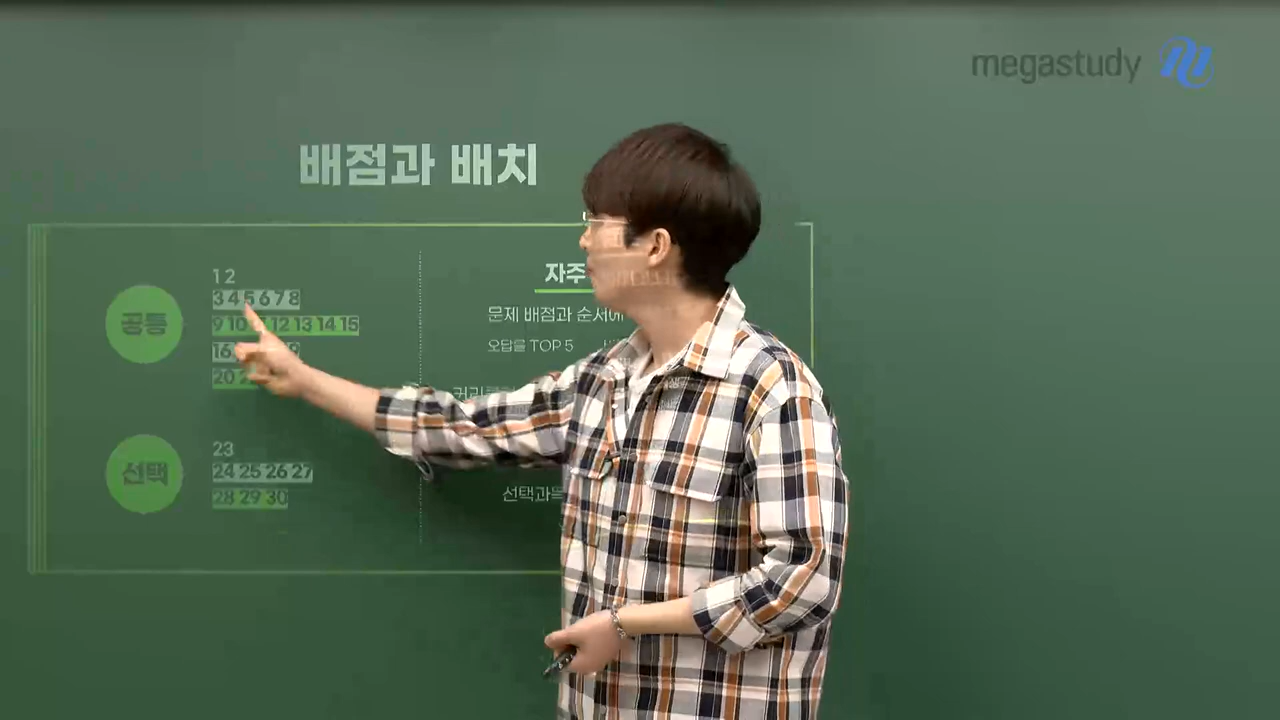 megastudy
배점과 배치
공통
1 2
3 4 5 6 7 8
9 10 12 13 14 15
16
20
선택
23
24 25 26 27
28 29 30
자주
문제 배점과 순서에
오답률 TOP 5
선택과목